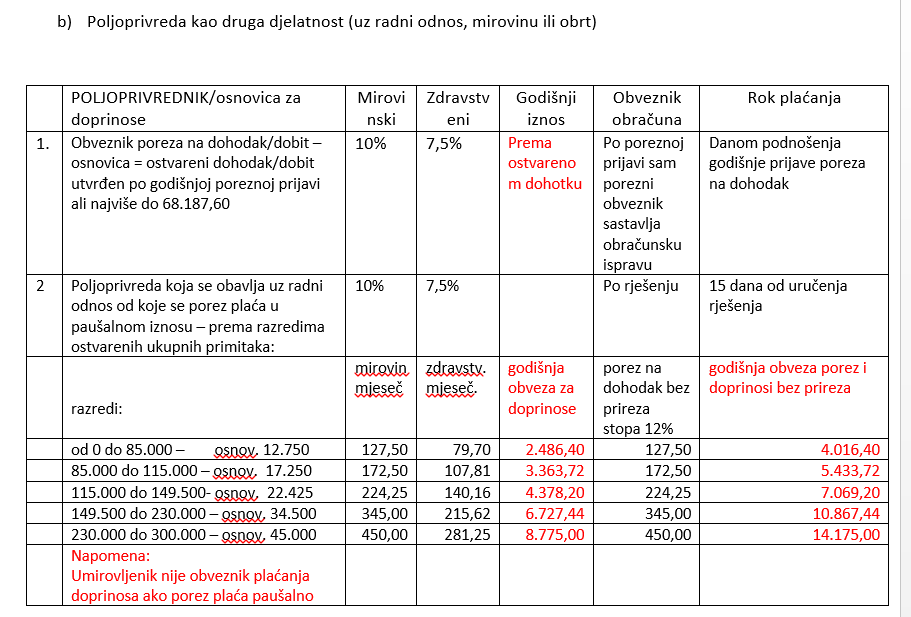 b) Poljoprivreda kao druga djelatnost (uz radni odnos, mirovinu ili obrt)
POLJOPRIVREDNIK/osnovica za
doprinose
Mirovi
nski
Zdravstv
eni
Godišnji
iznos
Obveznik
obračuna
Rok plaćanja
1.
Obveznik poreza na dohodak/dobit –
osnovica = ostvareni dohodak/dobit
utvrđen po godišnjoj poreznoj prijavi
ali najviše do 68.187,60
10%
7,5%
Prema
ostvareno
m dohotku
Po poreznoj
prijavi sam
porezni
obveznik
sastavlja
obračunsku
ispravu
Danom podnošenja
godišnje prijave poreza
na dohodak
2
Poljoprivreda koja se obavlja uz radni
odnos od koje se porez plaća u
paušalnom iznosu – prema razredima
ostvarenih ukupnih primitaka:
10%
7,5%
Po rješenju
15 dana od uručenja
rješenja
razredi:
mirovin
mjeseč
zdravstv.
mjeseč.
godišnja
obveza za
doprinose
porez na
dohodak bez
prireza
stopa 12%
godišnja obveza porez i
doprinosi bez prireza
od 0 do 85.000 – osnov. 12.750 127,50 79,70 2.486,40 127,50 4.016,40
85.000 do 115.000 – osnov. 17.250 172,50 107,81 3.363,72 172,50 5.433,72
115.000 do 149.500- osnov. 22.425 224,25 140,16 4.378,20 224,25 7.069,20
149.500 do 230.000 – osnov. 34.500 345,00 215,62 6.727,44 345,00 10.867,44
230.000 do 300.000 – osnov. 45.000 450,00 281,25 8.775,00 450,00 14.175,00
Napomena:
Umirovljenik nije obveznik plaćanja
doprinosa ako porez plaća paušalno